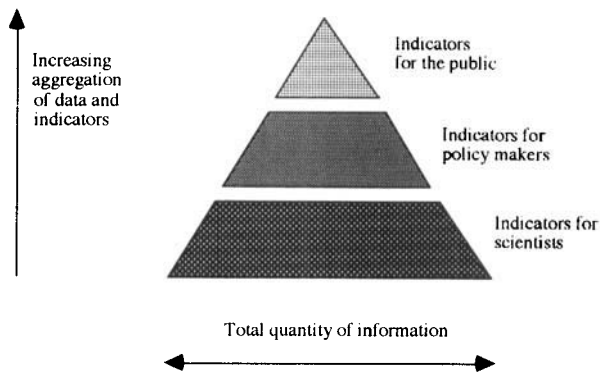 Increasing
aggregation
of data and
indicators
Indicators
for the public
Indicators for
policy makers
Indicators for
scientists
Total quantity of information